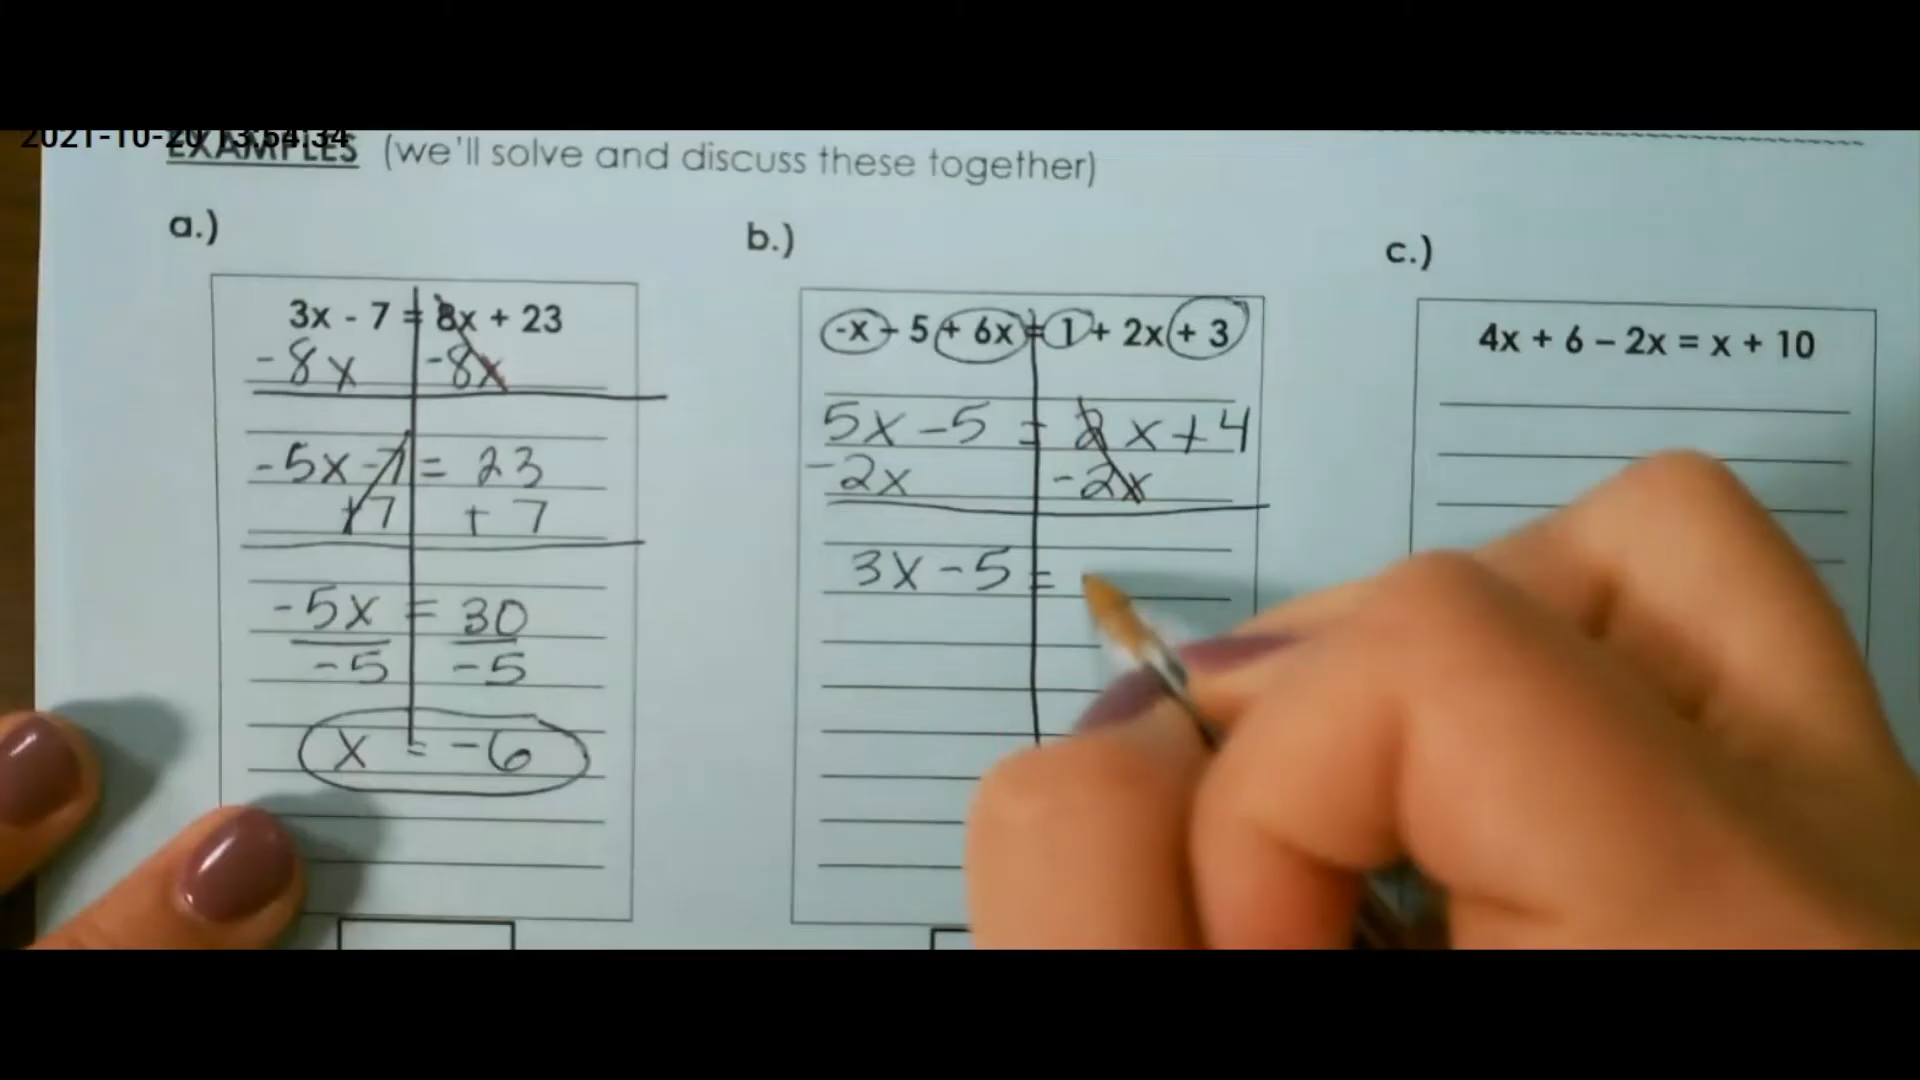 2021-10-20 13:54:34
EXAMPLES (we'll solve and discuss these together)
a.)
3x - 7 = 8x + 23
-8x -8x
-5x -7 = 23
+7 + 7
-5x = 30
-5 -5
x = -6
b.)
-x - 5 + 6x = 1 + 2x + 3
5x - 5 = 2x + 4
-2x -2x
3x - 5 =
c.)
4x + 6 – 2x = x + 10